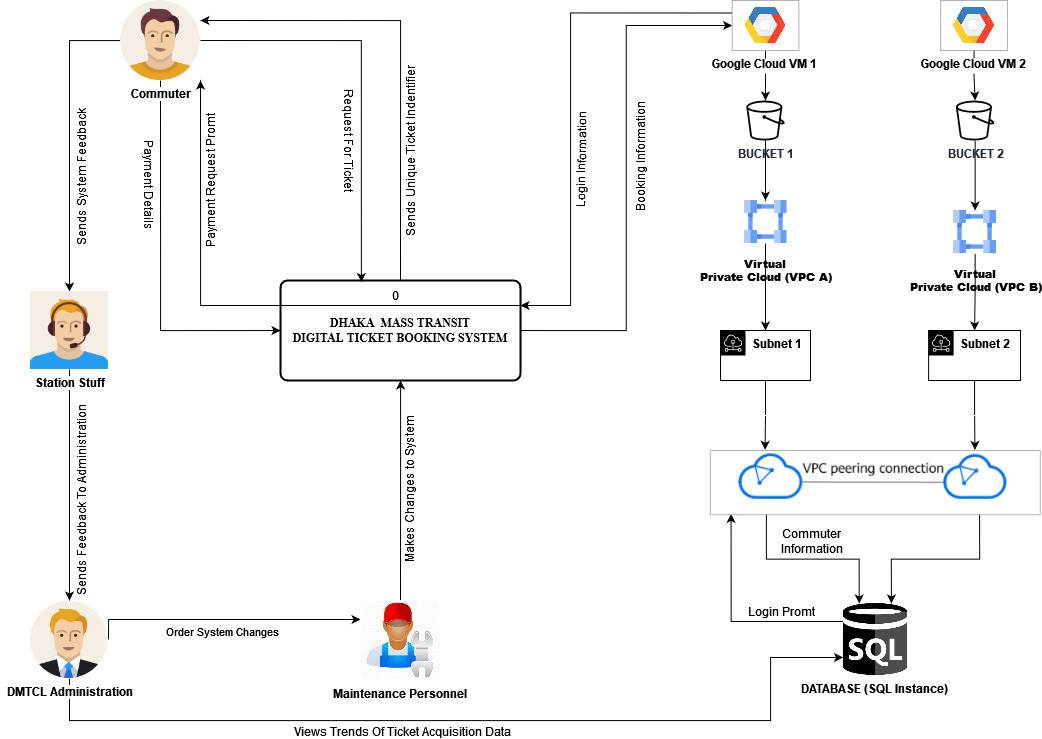 Commuter
Google Cloud VM 1
Google Cloud VM 2
Sends System Feedback
Payment Details
Payment Request Promt
Request For Ticket
Sends Unique Ticket Indentifier
Login Information
Booking Information
BUCKET 1
BUCKET 2
Virtual
Private Cloud (VPC A)
Virtual
Private Cloud (VPC B)
0
DHAKA MASS TRANSIT
DIGITAL TICKET BOOKING SYSTEM
Subnet 1
Subnet 2
Station Stuff
Sends Feedback To Administration
Makes Changes to System
VPC peering connection
Commuter
Information
Login Promt
Order System Changes
SQL
DMTCL Administration
Maintenance Personnel
DATABASE (SQL Instance)
Views Trends Of Ticket Acquisition Data